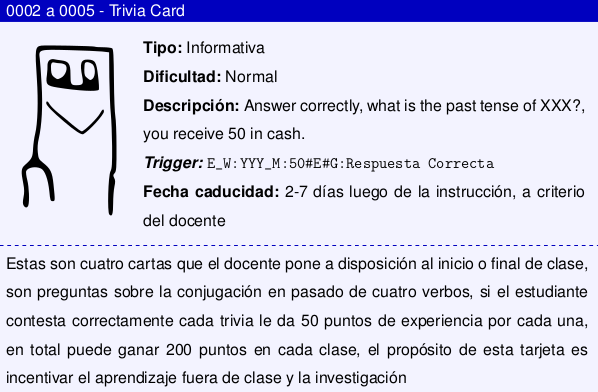 0002 a 0005 - Trivia Card
Tipo: Informativa
Dificultad: Normal
Descripción: Answer correctly, what is the past tense of XXX?,
you receive 50 in cash.
Trigger: E_W:YYY_M:50#E#G:Respuesta Correcta
Fecha caducidad: 2-7 días luego de la instrucción, a criterio
del docente
Estas son cuatro cartas que el docente pone a disposición al inicio o final de clase,
son preguntas sobre la conjugación en pasado de cuatro verbos, si el estudiante
contesta correctamente cada trivia le da 50 puntos de experiencia por cada una,
en total puede ganar 200 puntos en cada clase, el propósito de esta tarjeta es
incentivar el aprendizaje fuera de clase y la investigación